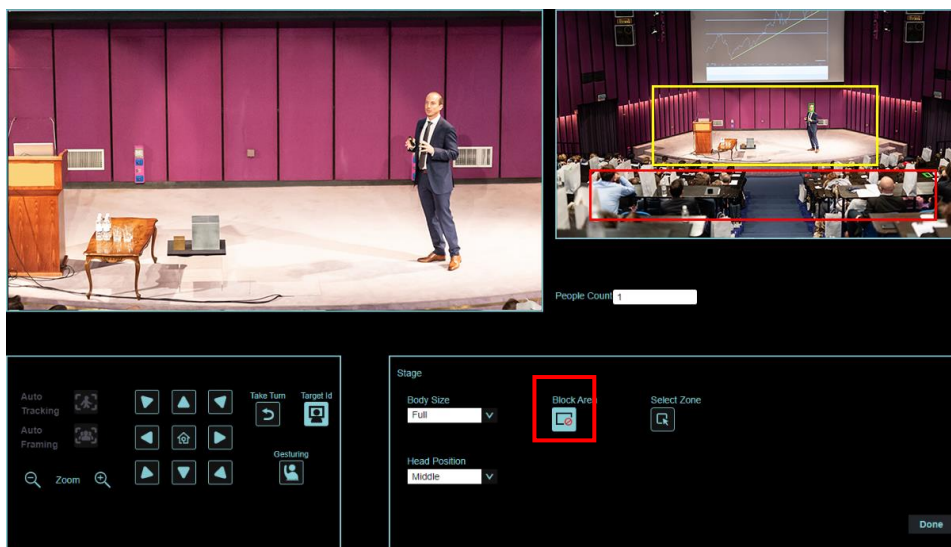 People Count 1
Auto Tracking
Auto Framing
Zoom
Take Turn
Target Id
Gesturing
Stage
Body Size
Full
Block Area
Select Zone
Head Position
Middle
Done